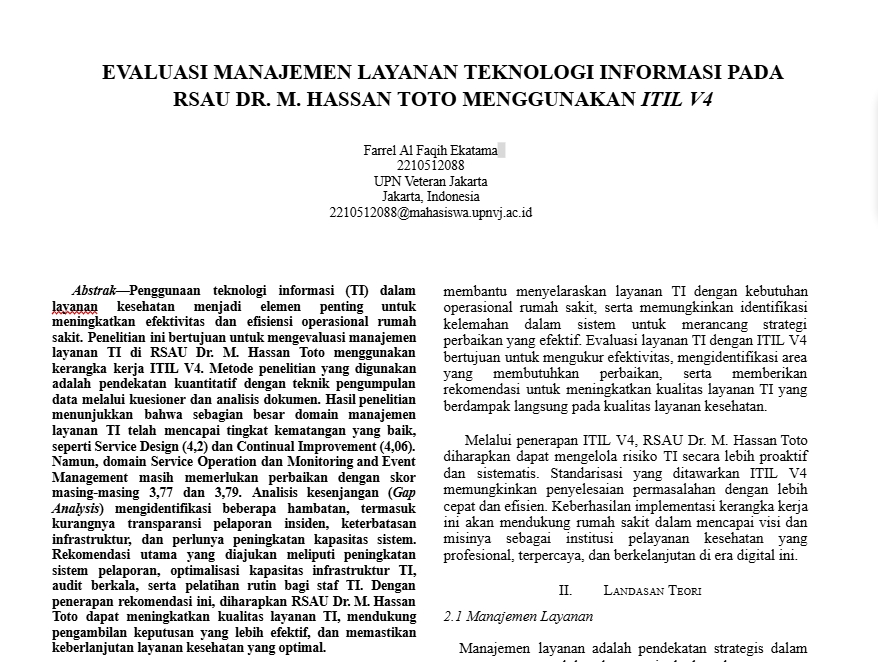 EVALUASI MANAJEMEN LAYANAN TEKNOLOGI INFORMASI PADA
RSAU DR. M. HASSAN TOTO MENGGUNAKAN ITIL V4
Farrel Al Faqih Ekatama
2210512088
UPN Veteran Jakarta
Jakarta, Indonesia
2210512088@mahasiswa.upnvj.ac.id
Abstrak—Penggunaan teknologi informasi (TI) dalam
layanan kesehatan menjadi elemen penting untuk
meningkatkan efektivitas dan efisiensi operasional rumah
sakit. Penelitian ini bertujuan untuk mengevaluasi manajemen
layanan TI di RSAU Dr. M. Hassan Toto menggunakan
kerangka kerja ITIL V4. Metode penelitian yang digunakan
adalah pendekatan kuantitatif dengan teknik pengumpulan
data melalui kuesioner dan analisis dokumen. Hasil penelitian
menunjukkan bahwa sebagian besar domain manajemen
layanan TI telah mencapai tingkat kematangan yang baik,
seperti Service Design (4,2) dan Continual Improvement (4,06).
Namun, domain Service Operation dan Monitoring and Event
Management masih memerlukan perbaikan dengan skor
masing-masing 3,77 dan 3,79. Analisis kesenjangan (Gap
Analysis) mengidentifikasi beberapa hambatan, termasuk
kurangnya transparansi pelaporan insiden, keterbatasan
infrastruktur, dan perlunya peningkatan kapasitas sistem.
Rekomendasi utama yang diajukan meliputi peningkatan
sistem pelaporan, optimalisasi kapasitas infrastruktur TI,
audit berkala, serta pelatihan rutin bagi staf TI. Dengan
penerapan rekomendasi ini, diharapkan RSAU Dr. M. Hassan
Toto dapat meningkatkan kualitas layanan TI, mendukung
pengambilan keputusan yang lebih efektif, dan memastikan
keberlanjutan layanan kesehatan yang optimal.
membantu menyelaraskan layanan TI dengan kebutuhan
operasional rumah sakit, serta memungkinkan identifikasi
kelemahan dalam sistem untuk merancang strategi
perbaikan yang efektif. Evaluasi layanan TI dengan ITIL V4
bertujuan untuk mengukur efektivitas, mengidentifikasi area
yang membutuhkan perbaikan, serta memberikan
rekomendasi untuk meningkatkan kualitas layanan TI yang
berdampak langsung pada kualitas layanan kesehatan.
Melalui penerapan ITIL V4, RSAU Dr. M. Hassan Toto
diharapkan dapat mengelola risiko TI secara lebih proaktif
dan sistematis. Standarisasi yang ditawarkan ITIL V4
memungkinkan penyelesaian permasalahan dengan lebih
cepat dan efisien. Keberhasilan implementasi kerangka kerja
ini akan mendukung rumah sakit dalam mencapai visi dan
misinya sebagai institusi pelayanan kesehatan yang
profesional, terpercaya, dan berkelanjutan di era digital ini.
II. LANDASAN TEORI
2.1 Manajemen Layanan
Manajemen layanan adalah pendekatan strategis dalam